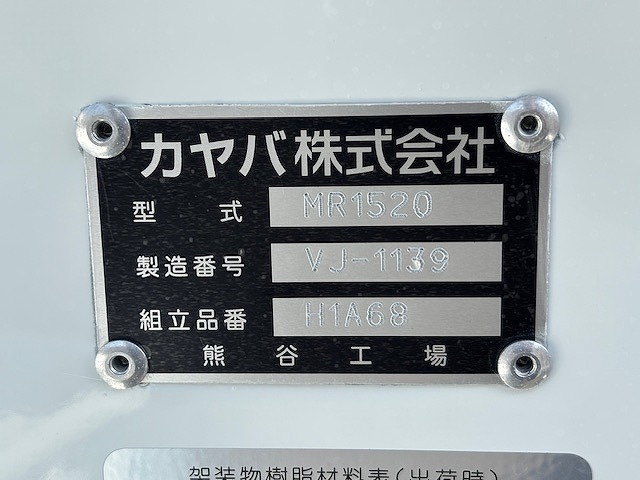 カヤバ株式会社
型式 MR1520
製造番号 VJ-1139
組立品番 H1A68
熊谷工場
架装物樹脂材料表(出荷時)